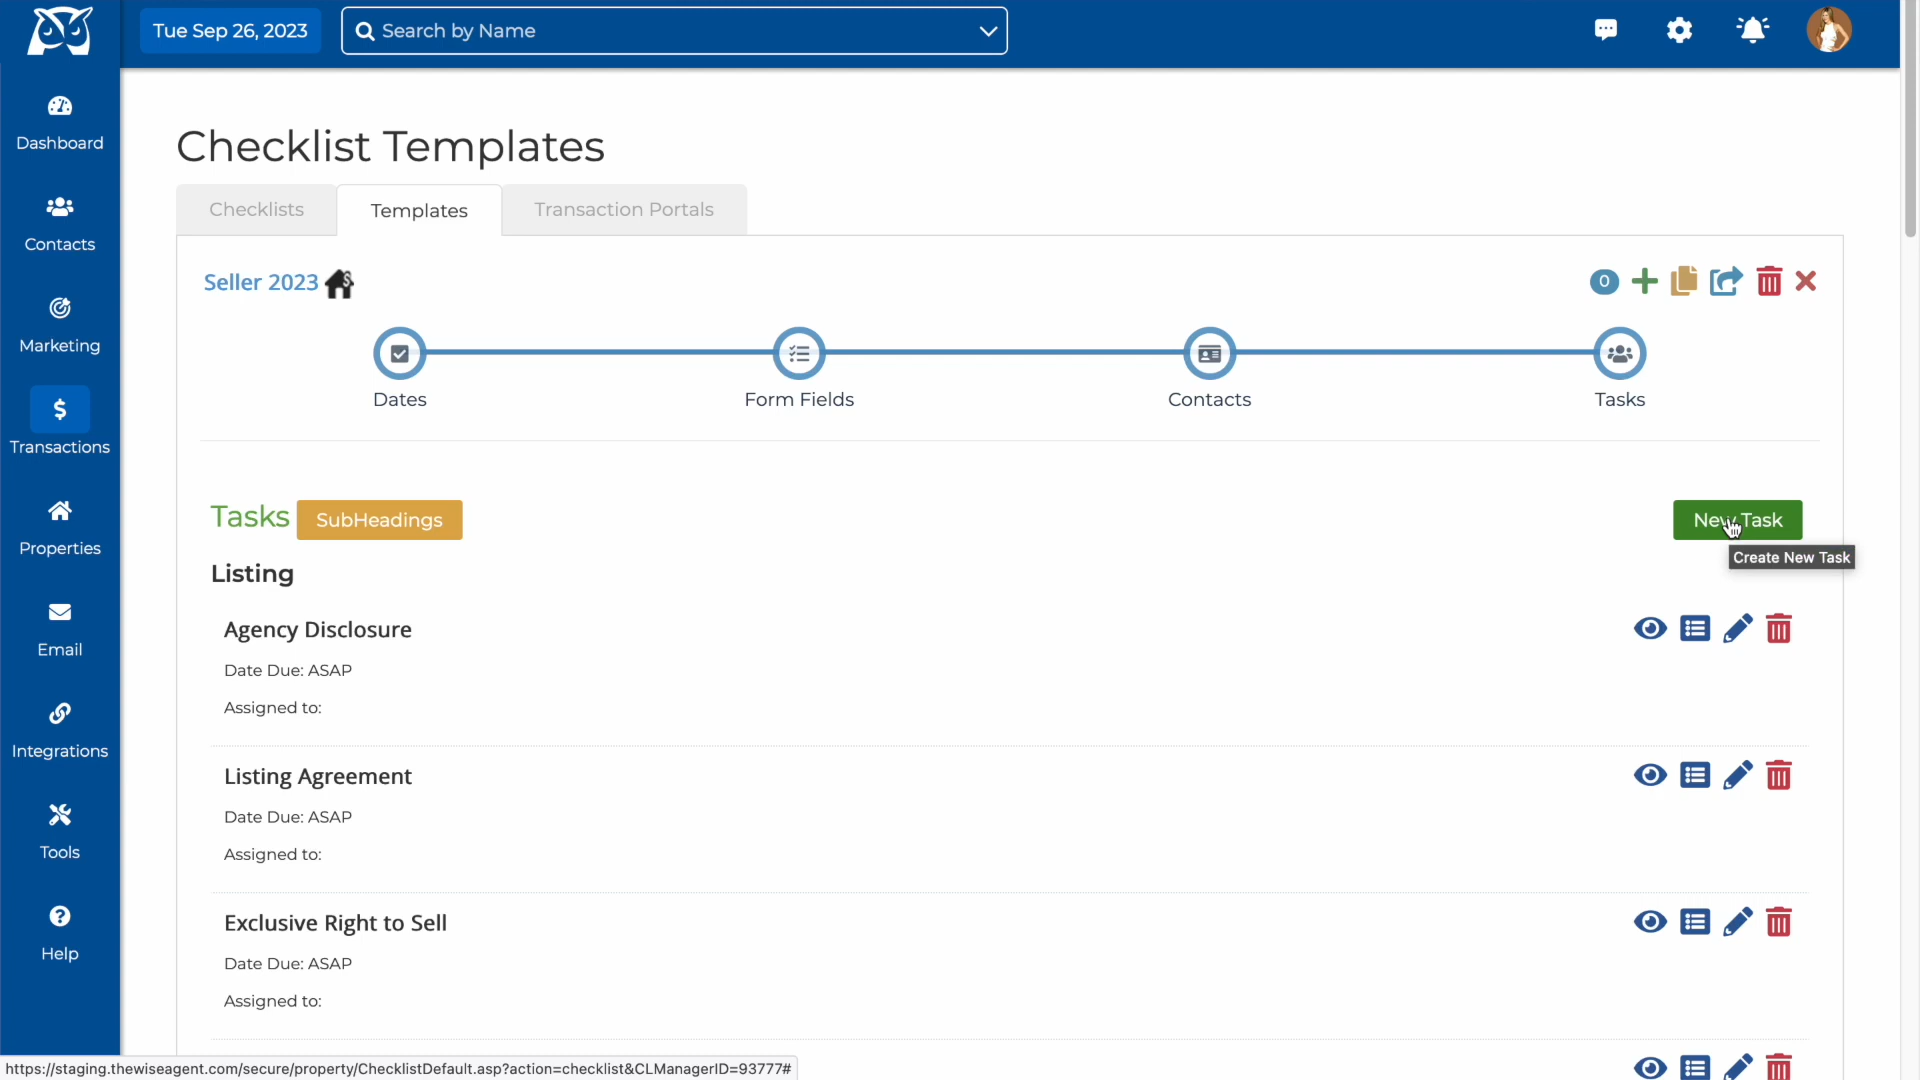 Tue Sep 26, 2023
Search by Name
Dashboard
Contacts
Marketing
Transactions
Properties
Email
Integrations
Tools
Help
Checklist Templates
Checklists
Templates
Transaction Portals
Seller 2023
0
Dates
Form Fields
Contacts
Tasks
Tasks
SubHeadings
New Task
Create New Task
Listing
Agency Disclosure
Date Due: ASAP
Assigned to:
Listing Agreement
Date Due: ASAP
Assigned to:
Exclusive Right to Sell
Date Due: ASAP
Assigned to:
https://staging.thewiseagent.com/secure/property/ChecklistDefault.asp?action=checklist&CLManagerID=93777#